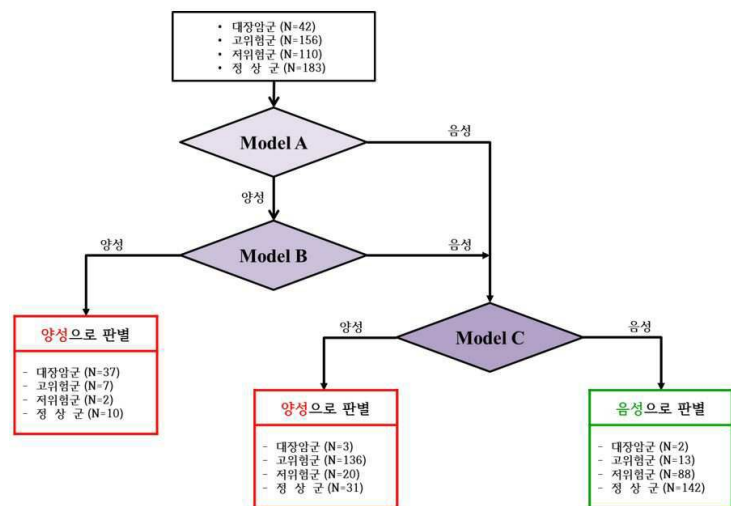 • 대장암군 (N=42)
• 고위험군 (N=156)
• 저위험군 (N=110)
• 정 상 군 (N=183)
Model A
음성
양성
Model B
양성
음성
양성으로 판별
- 대장암군 (N=37)
- 고위험군 (N=7)
- 저위험군 (N=2)
- 정 상 군 (N=10)
Model C
양성
음성
양성으로 판별
- 대장암군 (N=3)
- 고위험군 (N=136)
- 저위험군 (N=20)
- 정 상 군 (N=31)
음성으로 판별
- 대장암군 (N=2)
- 고위험군 (N=13)
- 저위험군 (N=88)
- 정 상 군 (N=142)